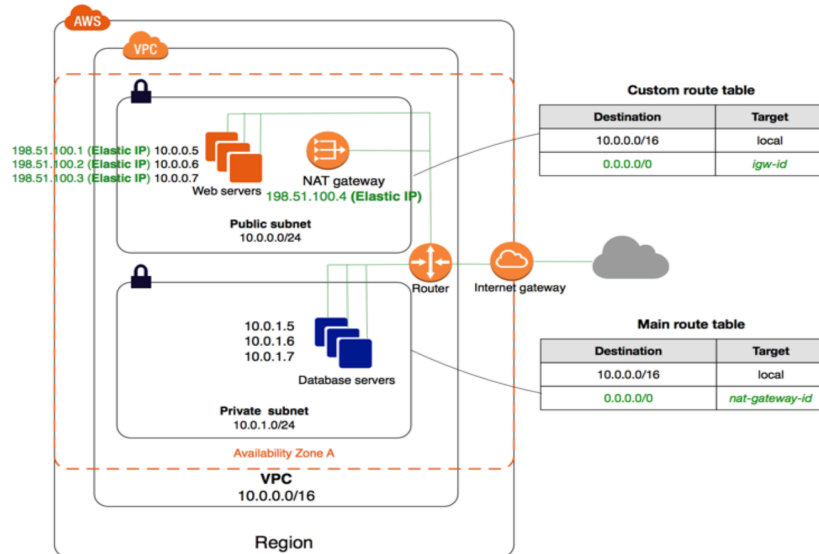 AWS
VPC
198.51.100.1 (Elastic IP) 10.0.0.5
198.51.100.2 (Elastic IP) 10.0.0.6
198.51.100.3 (Elastic IP) 10.0.0.7
Web servers
NAT gateway
198.51.100.4 (Elastic IP)
Public subnet
10.0.0.0/24
Router
Internet gateway
10.0.1.5
10.0.1.6
10.0.1.7
Database servers
Private subnet
10.0.1.0/24
Availability Zone A
VPC
10.0.0.0/16
Region
Custom route table
Destination Target
10.0.0.0/16 local
0.0.0.0/0 igw-id
Main route table
Destination Target
10.0.0.0/16 local
0.0.0.0/0 nat-gateway-id